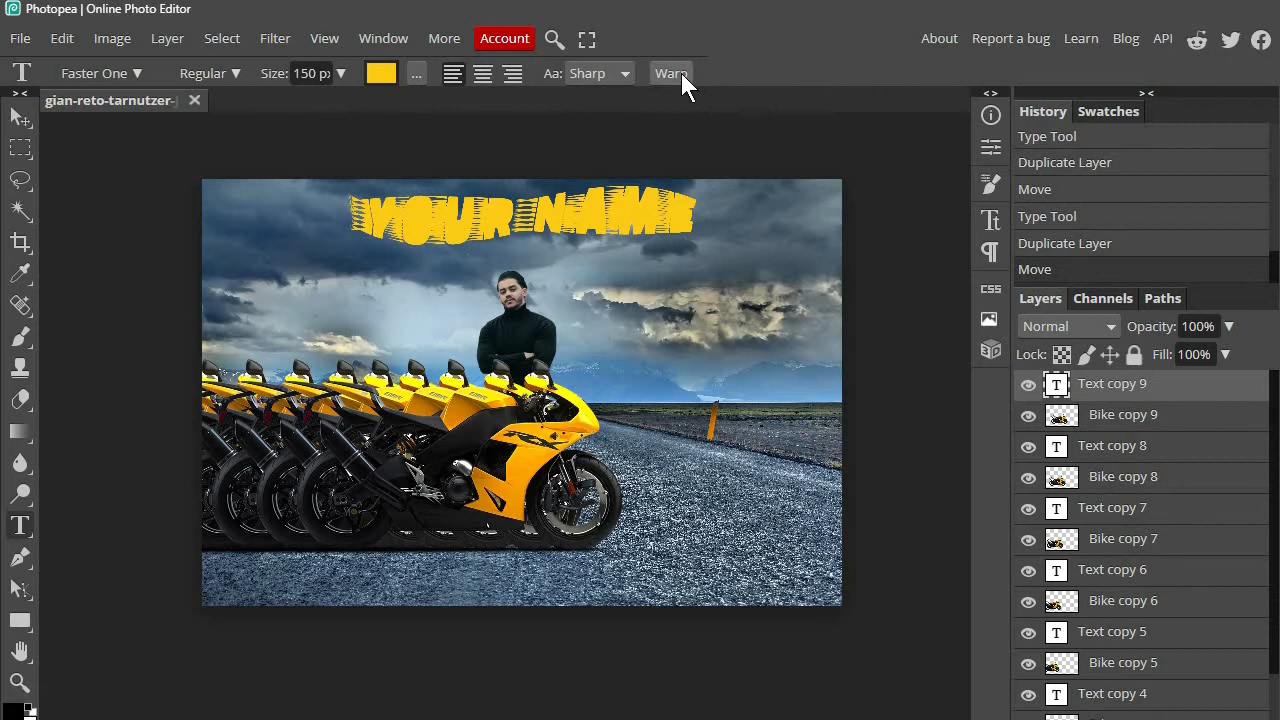 Photopea | Online Photo Editor
File Edit Image Layer Select Filter View Window More Account About Report a bug Learn Blog API
Faster One Regular Size: 150 px ... Aa: Sharp
gian-reto-tarnutzer-
> < < > > <
YOUR NAME
CSS
History Swatches
Type Tool
Duplicate Layer
Move
Type Tool
Duplicate Layer
Move
Layers Channels Paths
Normal Opacity: 100%
Lock: Fill: 100%
T Text copy 9
Bike copy 9
T Text copy 8
Bike copy 8
T Text copy 7
Bike copy 7
T Text copy 6
Bike copy 6
T Text copy 5
Bike copy 5
T Text copy 4